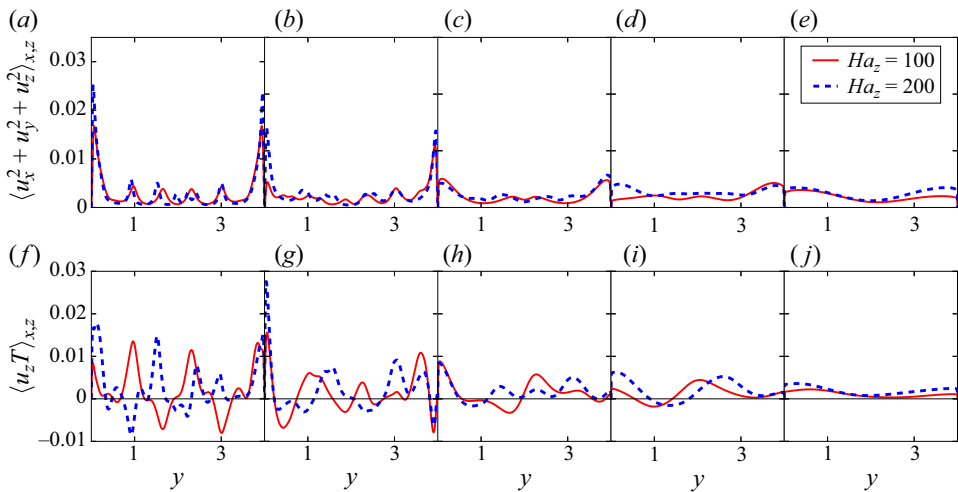 (a) (b) (c) (d) (e)
0.03
0.02
0.01
0
⟨u_x^2 + u_y^2 + u_z^2⟩_{x,z}
Ha_z = 100
Ha_z = 200
1 3 1 3 1 3 1 3 1 3
(f) (g) (h) (i) (j)
0.03
0.02
0.01
0
−0.01
⟨u_z T⟩_{x,z}
1 3 1 3 1 3 1 3 1 3
y y y y y